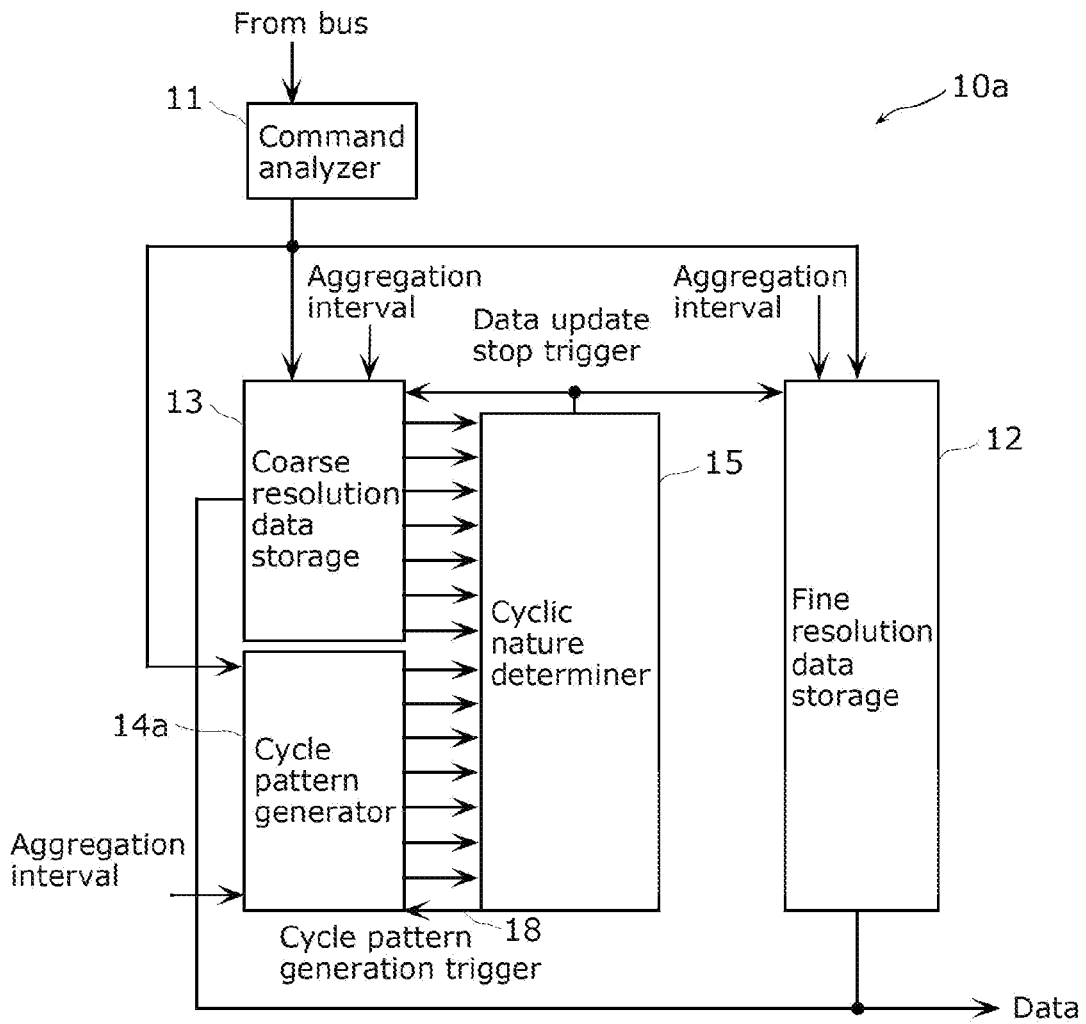 From bus
11
10a
Command
analyzer
Aggregation
interval
Aggregation
interval
Data update
stop trigger
13
12
15
Coarse
resolution
data
storage
Cyclic
nature
determiner
Fine
resolution
data
storage
14a
Cycle
pattern
generator
Aggregation
interval
18
Cycle pattern
generation trigger
Data